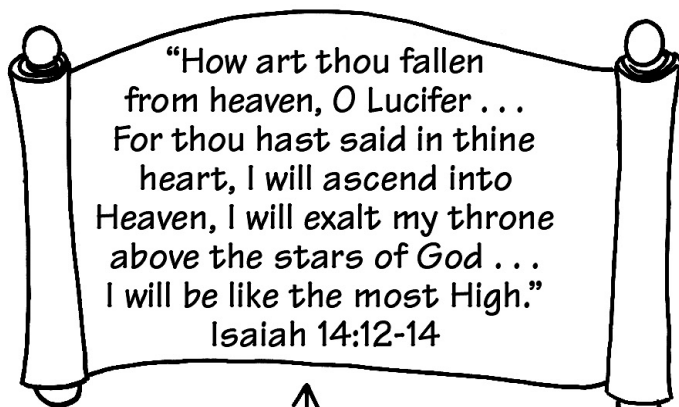 “How art thou fallen
from heaven, O Lucifer . . .
For thou hast said in thine
heart, I will ascend into
Heaven, I will exalt my throne
above the stars of God . . .
I will be like the most High.”
Isaiah 14:12-14